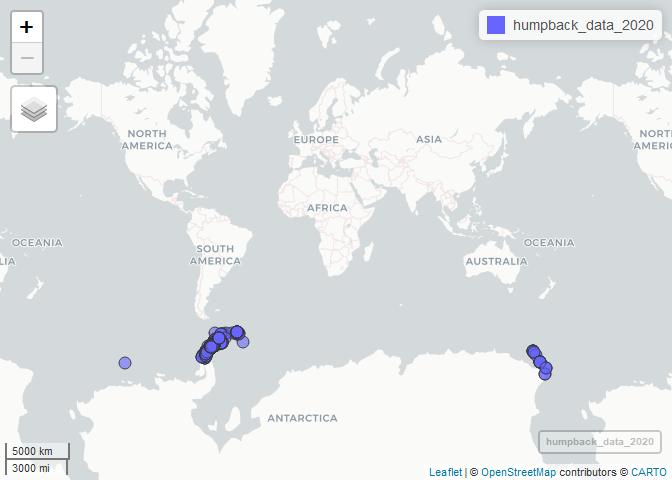 +
humpback_data_2020
−
NORTH
AMERICA
EUROPE
ASIA
NORTH
AMERICA
AFRICA
OCEANIA
OCEANIA
SOUTH
AMERICA
LIA
AUSTRALIA
ANTARCTICA
humpback_data_2020
5000 km
3000 mi
Leaflet | © OpenStreetMap contributors © CARTO